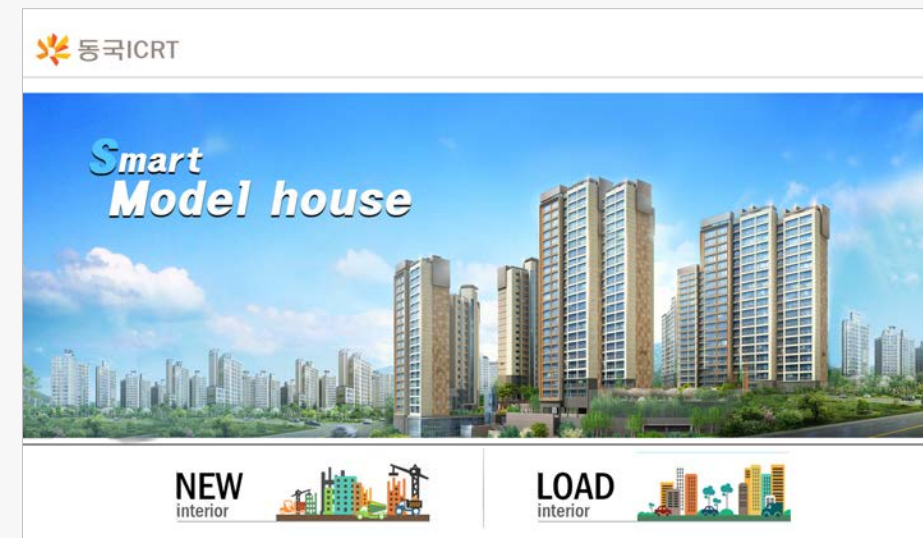 동국ICRT
Smart
Model house
NEW
interior
LOAD
interior